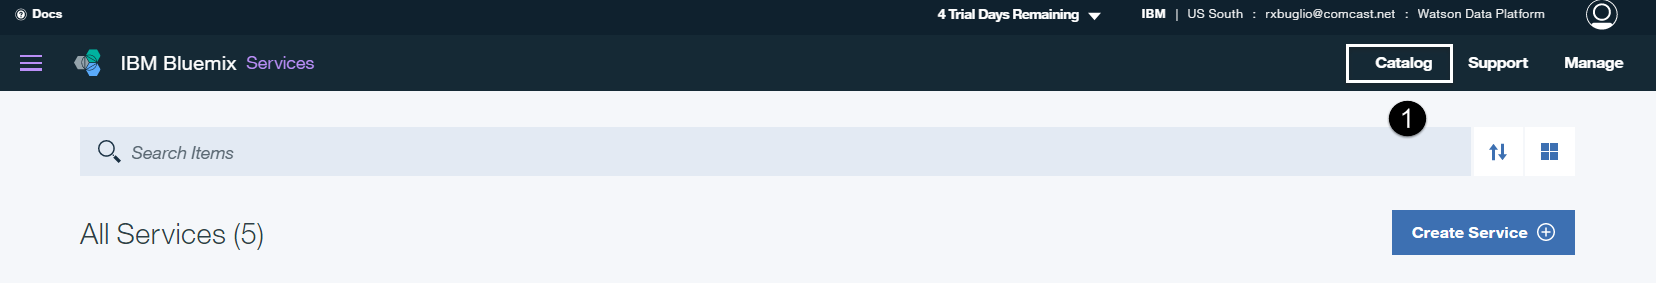 Docs 4 Trial Days Remaining IBM | US South : rxbuglio@comcast.net : Watson Data Platform
IBM Bluemix Services Catalog Support Manage
1
Search Items
All Services (5) Create Service